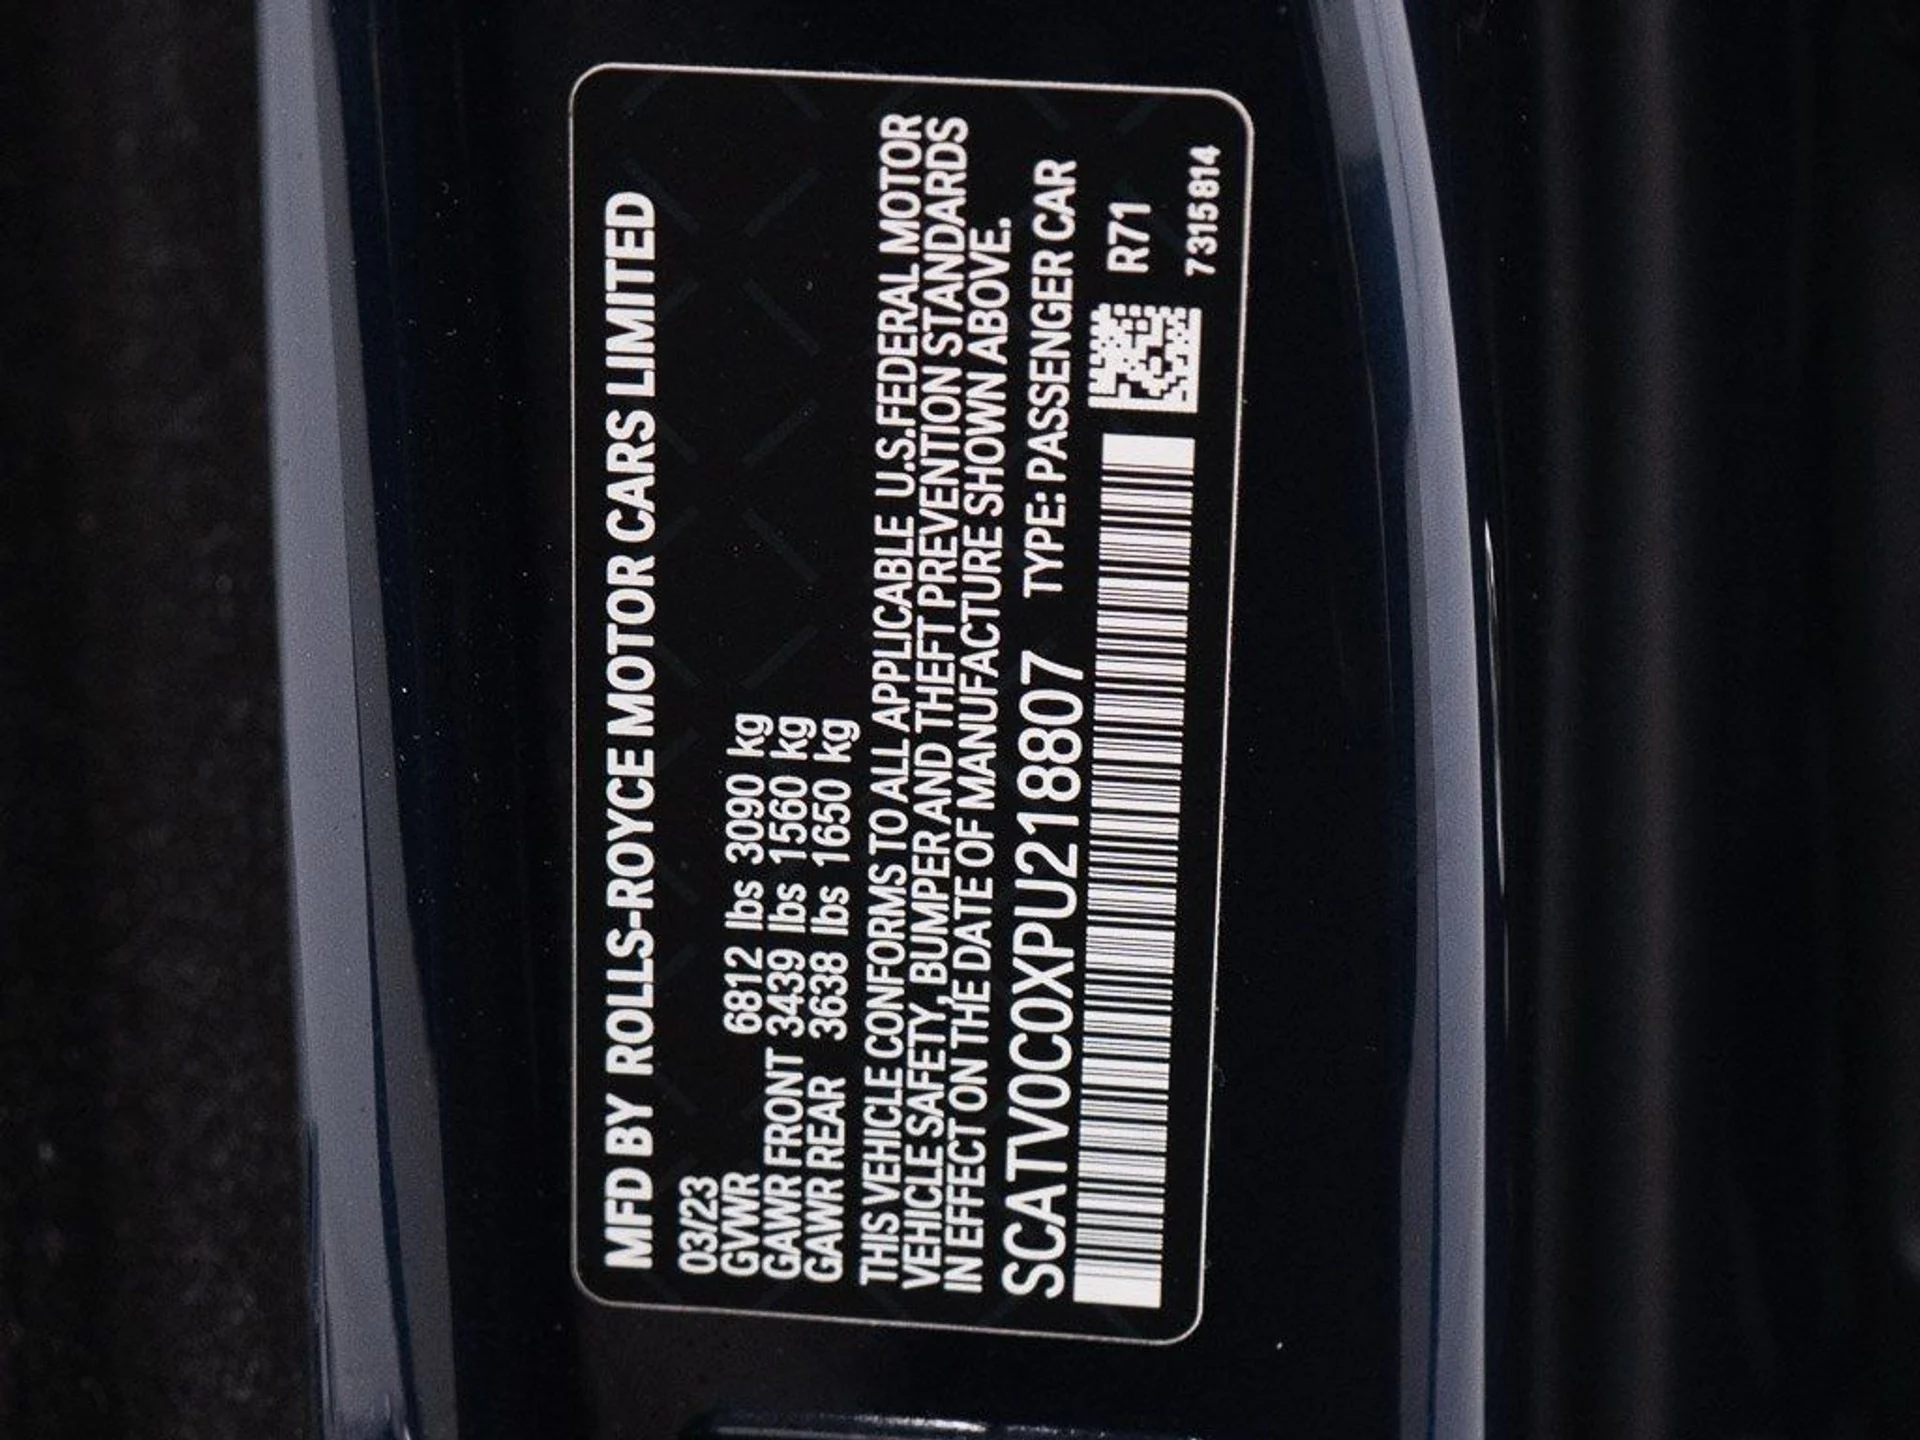 MFD BY ROLLS-ROYCE MOTOR CARS LIMITED
03/23
GVWR 6812 lbs 3090 kg
GAWR FRONT 3439 lbs 1560 kg
GAWR REAR 3638 lbs 1650 kg
THIS VEHICLE CONFORMS TO ALL APPLICABLE U.S.FEDERAL MOTOR
VEHICLE SAFETY, BUMPER AND THEFT PREVENTION STANDARDS
IN EFFECT ON THE DATE OF MANUFACTURE SHOWN ABOVE.
SCATV0C0XPU218807 TYPE: PASSENGER CAR
R71
7315814